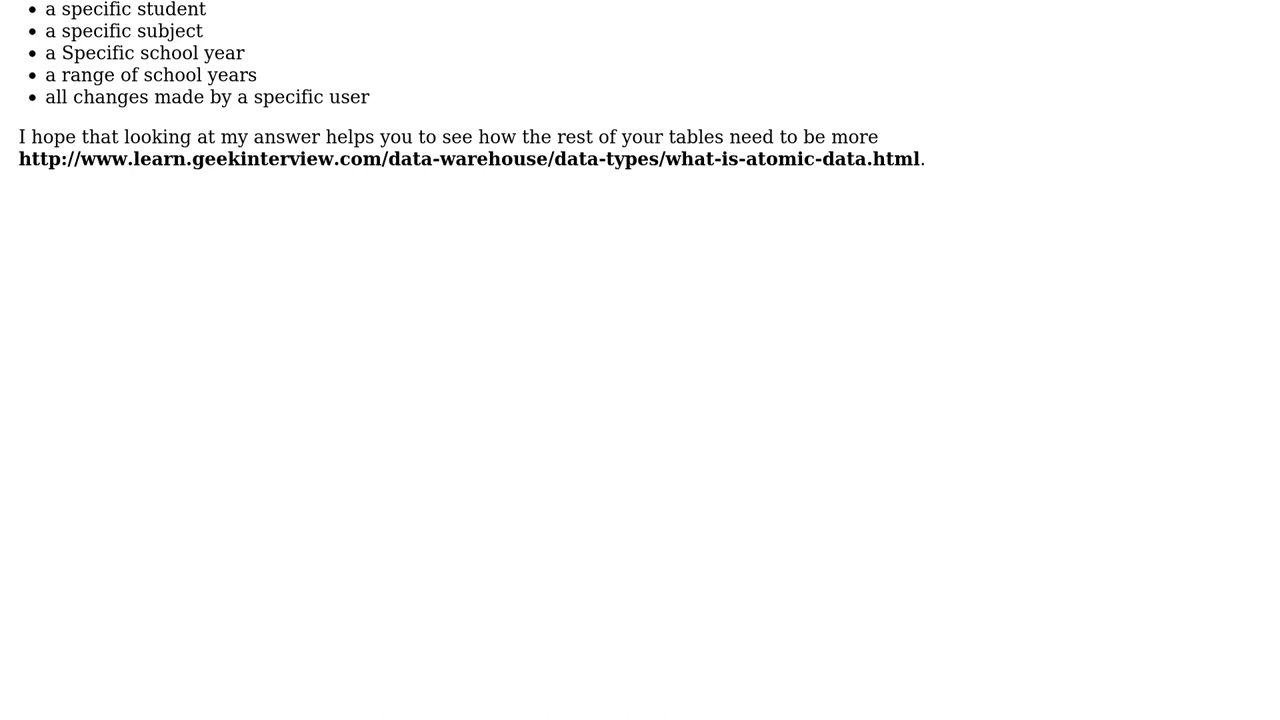 • a specific student
• a specific subject
• a Specific school year
• a range of school years
• all changes made by a specific user
I hope that looking at my answer helps you to see how the rest of your tables need to be more
http://www.learn.geekinterview.com/data-warehouse/data-types/what-is-atomic-data.html.